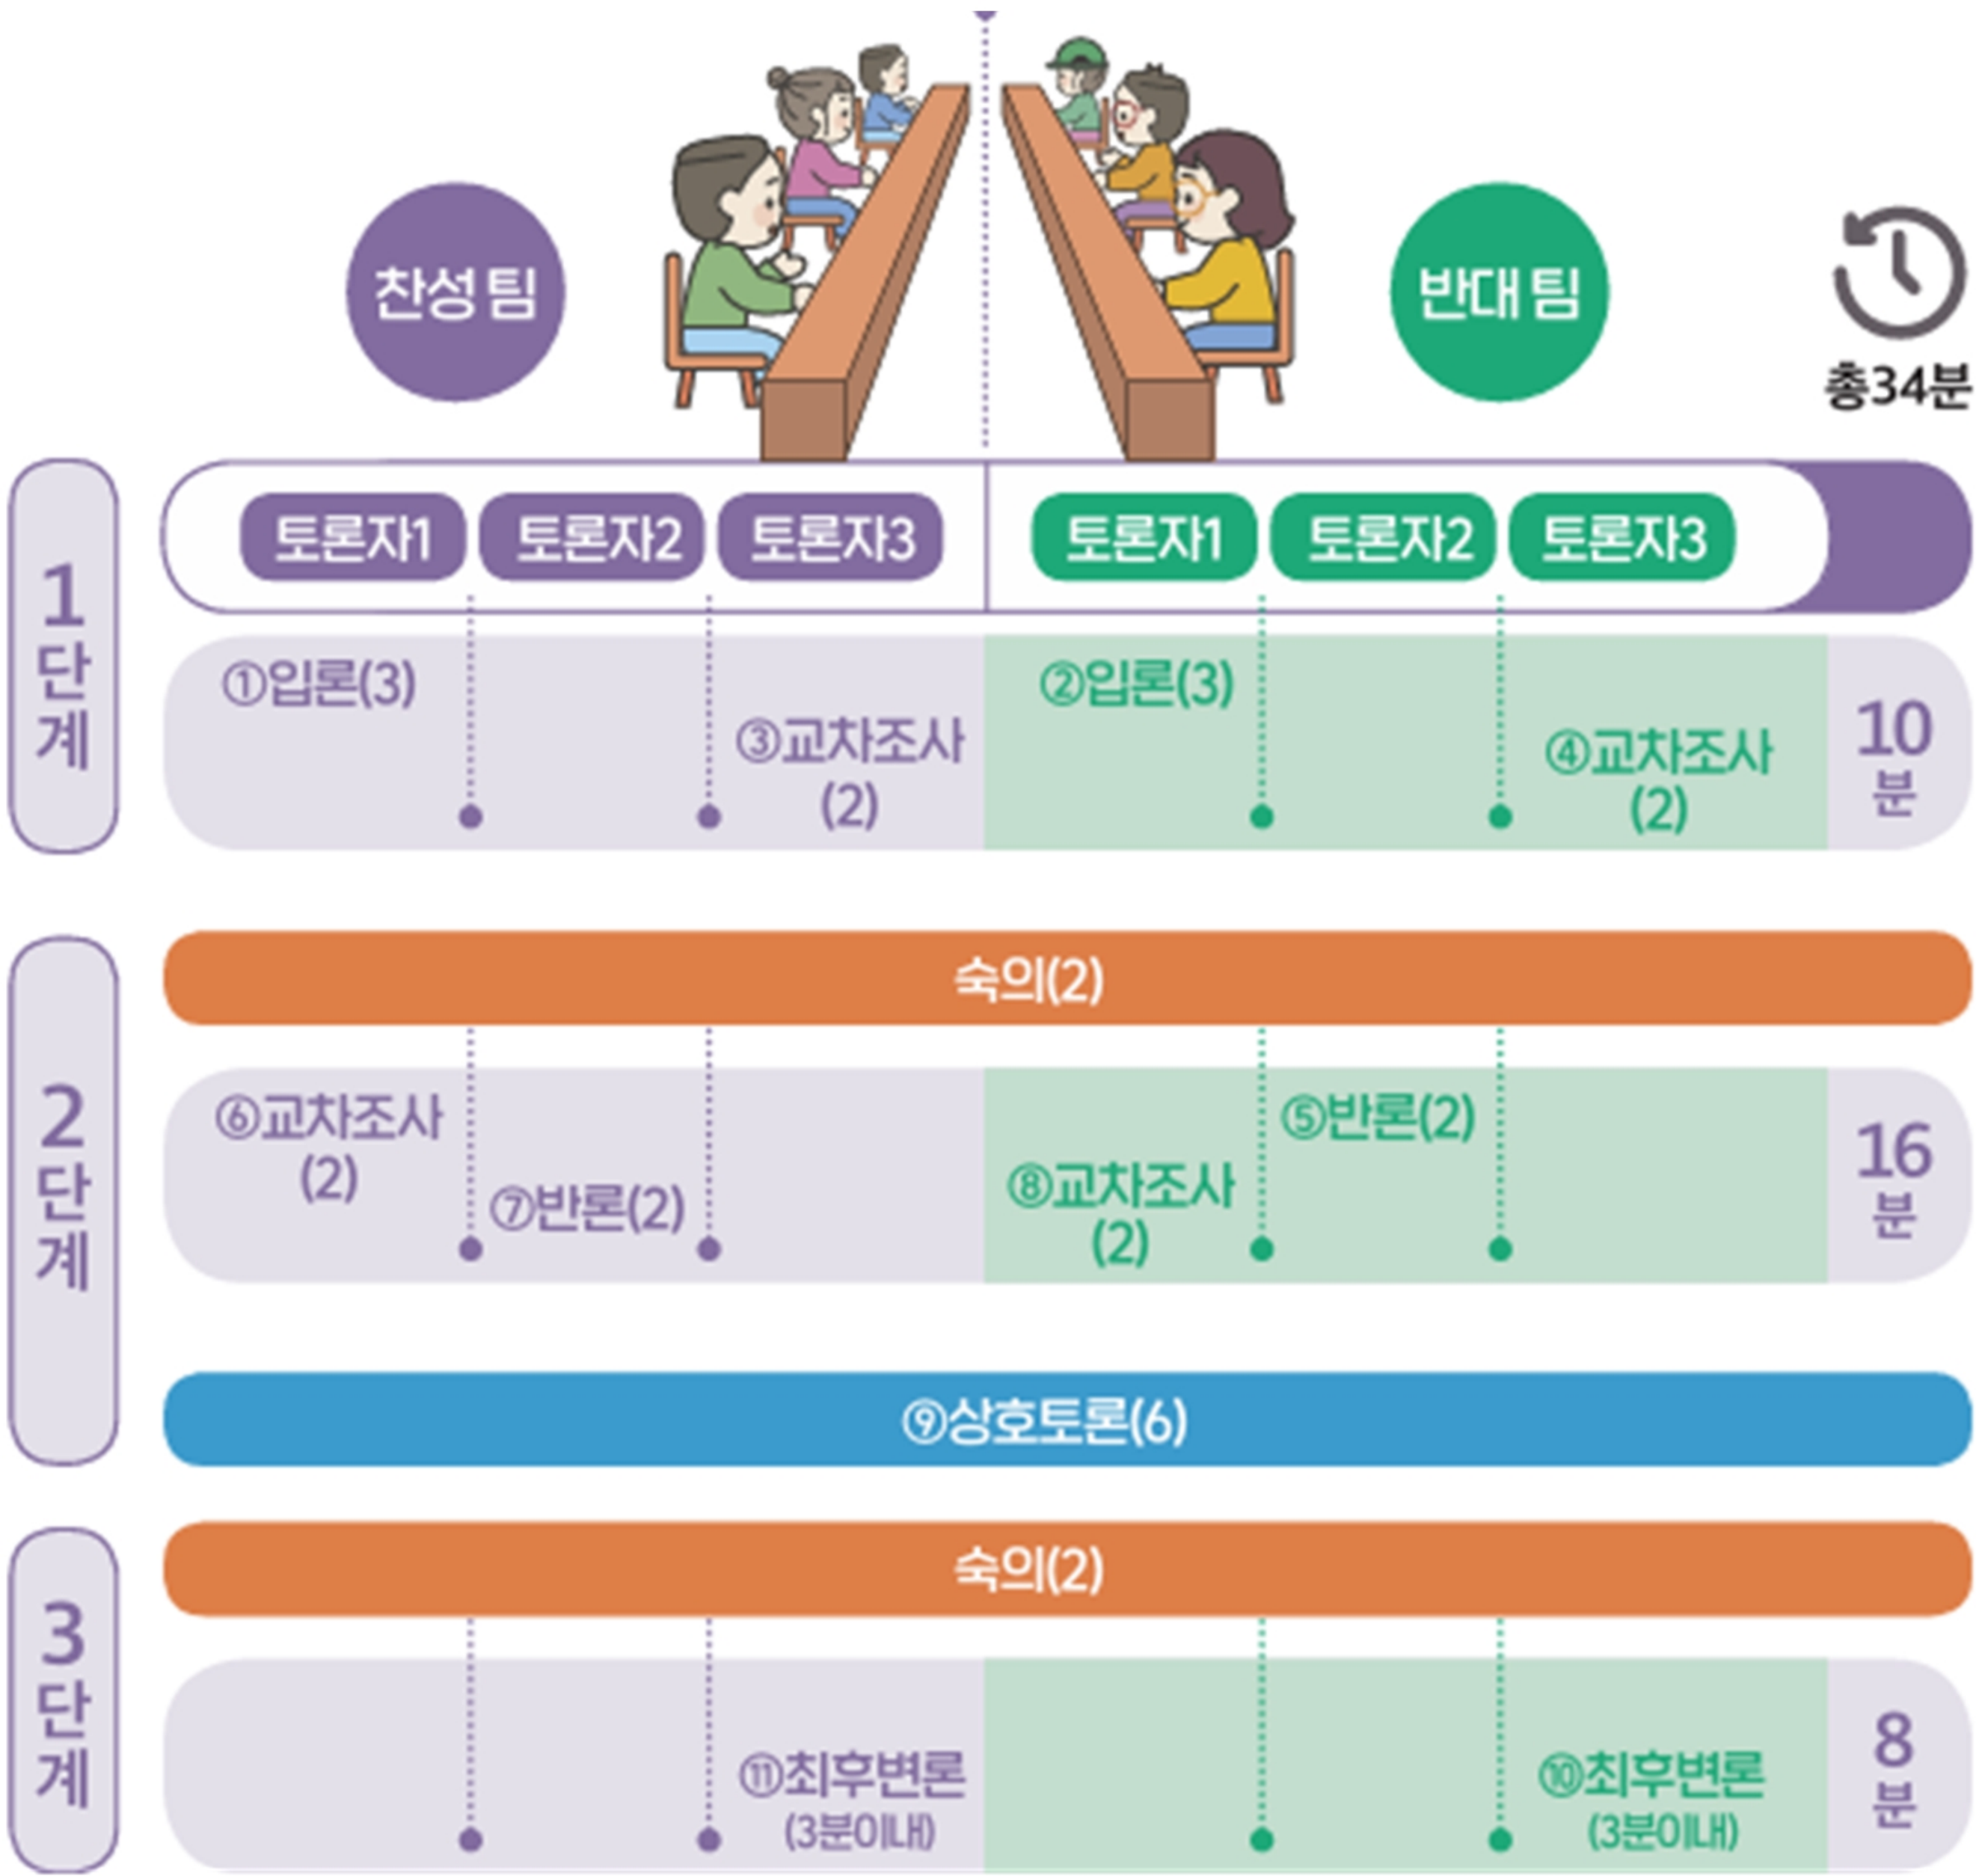 찬성 팀
반대 팀
총34분
1
단
계
토론자1
토론자2
토론자3
토론자1
토론자2
토론자3
①입론(3)
②입론(3)
③교차조사
(2)
④교차조사
(2)
10
분
2
단
계
숙의(2)
⑥교차조사
(2)
⑦반론(2)
⑤반론(2)
⑧교차조사
(2)
16
분
⑨상호토론(6)
3
단
계
숙의(2)
⑪최후변론
(3분이내)
⑩최후변론
(3분이내)
8
분